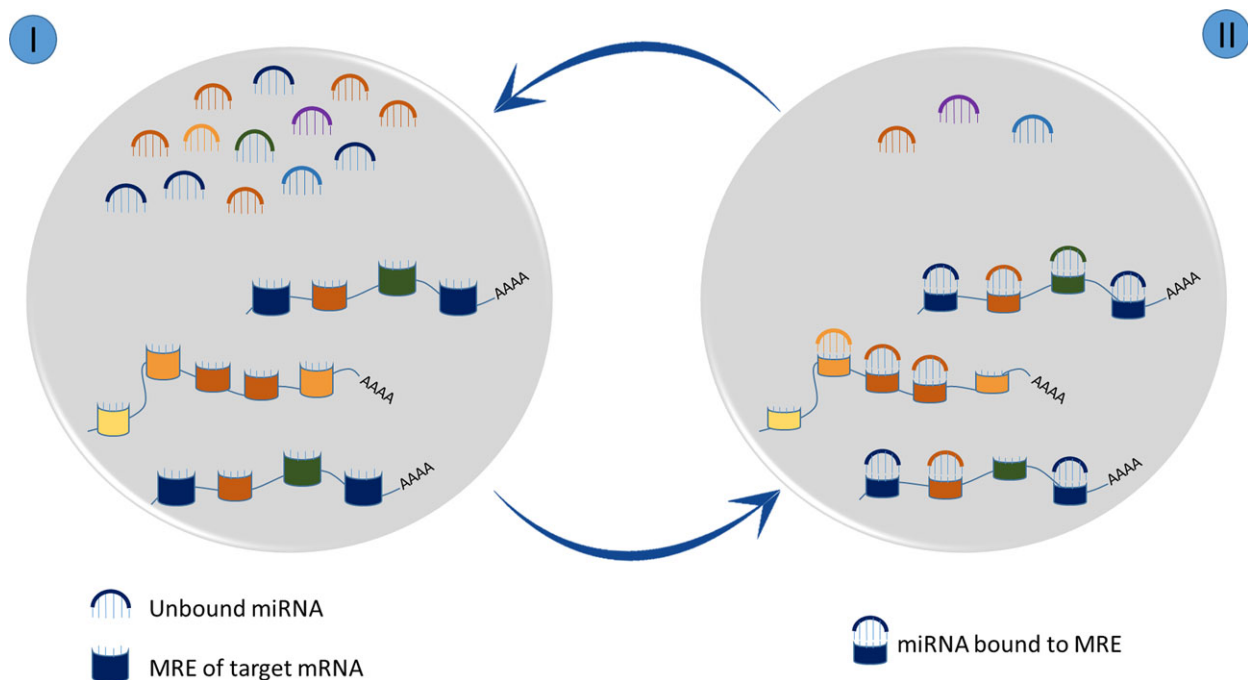 I
II
AAAA
AAAA
AAAA
AAAA
AAAA
AAAA
Unbound miRNA
MRE of target mRNA
miRNA bound to MRE